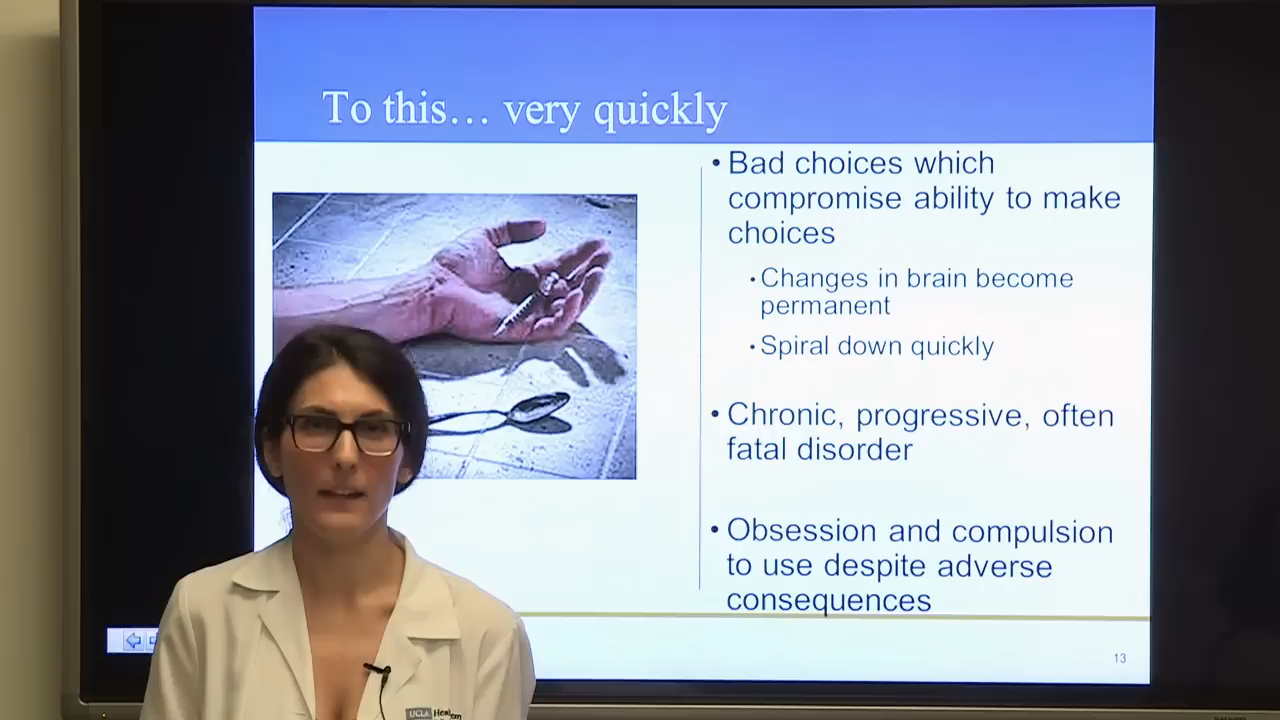 To this... very quickly
• Bad choices which
compromise ability to make
choices
• Changes in brain become
permanent
• Spiral down quickly
• Chronic, progressive, often
fatal disorder
• Obsession and compulsion
to use despite adverse
consequences
13
UCLA